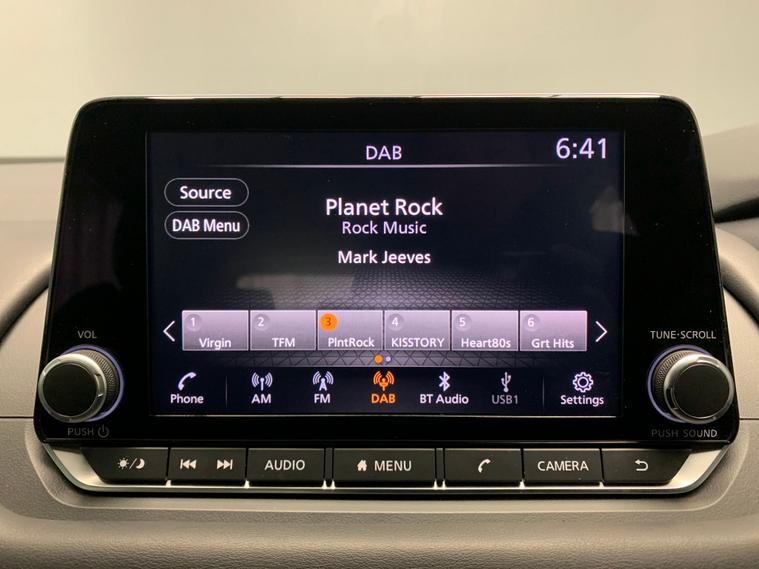 DAB
6:41
Source
DAB Menu
Planet Rock
Rock Music
Mark Jeeves
1 Virgin
2 TFM
3 PlntRock
4 KISSTORY
5 Heart80s
6 Grt Hits
Phone
AM
FM
DAB
BT Audio
USB1
Settings
VOL
PUSH
TUNE·SCROLL
PUSH SOUND
AUDIO
MENU
CAMERA